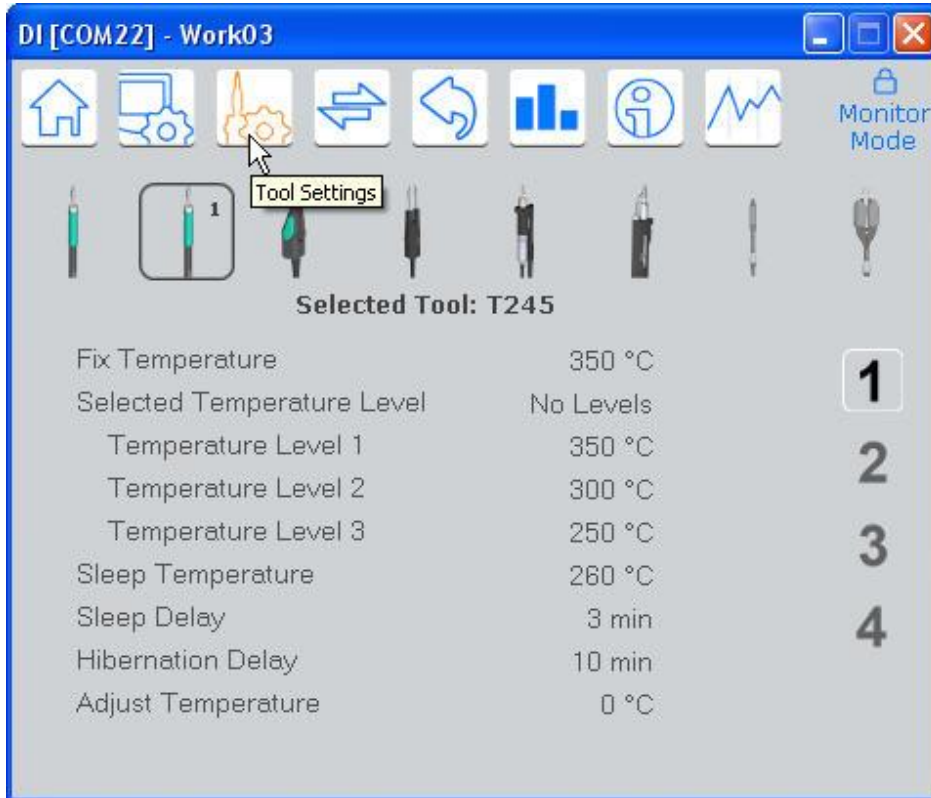 DI [COM22] - Work03
Monitor
Mode
Tool Settings
1
Selected Tool: T245
Fix Temperature 350 °C
Selected Temperature Level No Levels
Temperature Level 1 350 °C
Temperature Level 2 300 °C
Temperature Level 3 250 °C
Sleep Temperature 260 °C
Sleep Delay 3 min
Hibernation Delay 10 min
Adjust Temperature 0 °C
1
2
3
4